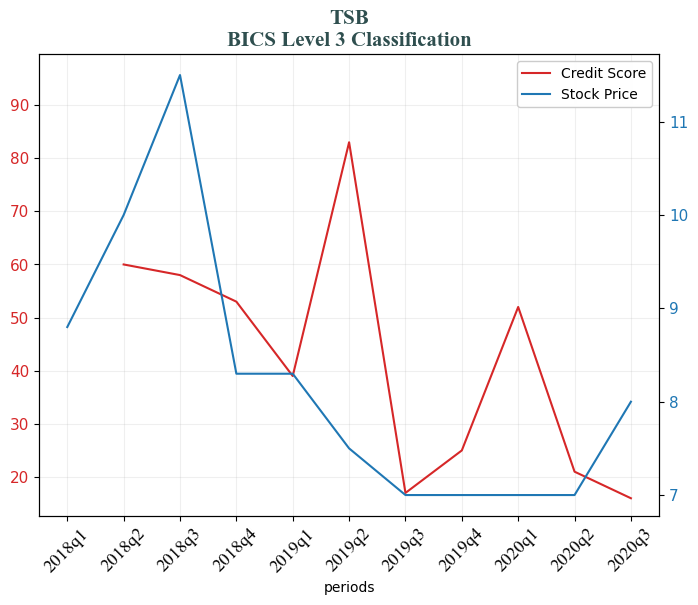 TSB
BICS Level 3 Classification
Credit Score
Stock Price
90
80
70
60
50
40
30
20
11
10
9
8
7
2018q1
2018q2
2018q3
2018q4
2019q1
2019q2
2019q3
2019q4
2020q1
2020q2
2020q3
periods